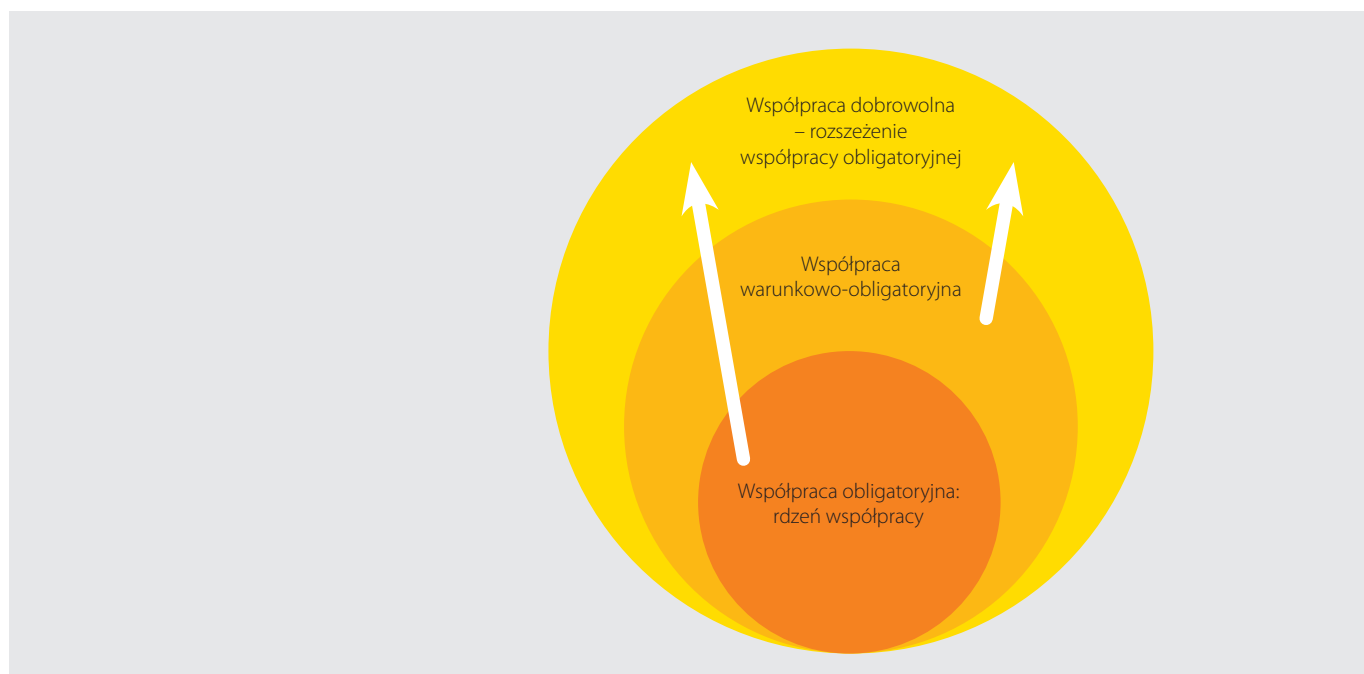 Współpraca dobrowolna
– rozszeżenie
współpracy obligatoryjnej
Współpraca
warunkowo-obligatoryjna
Współpraca obligatoryjna:
rdzeń współpracy